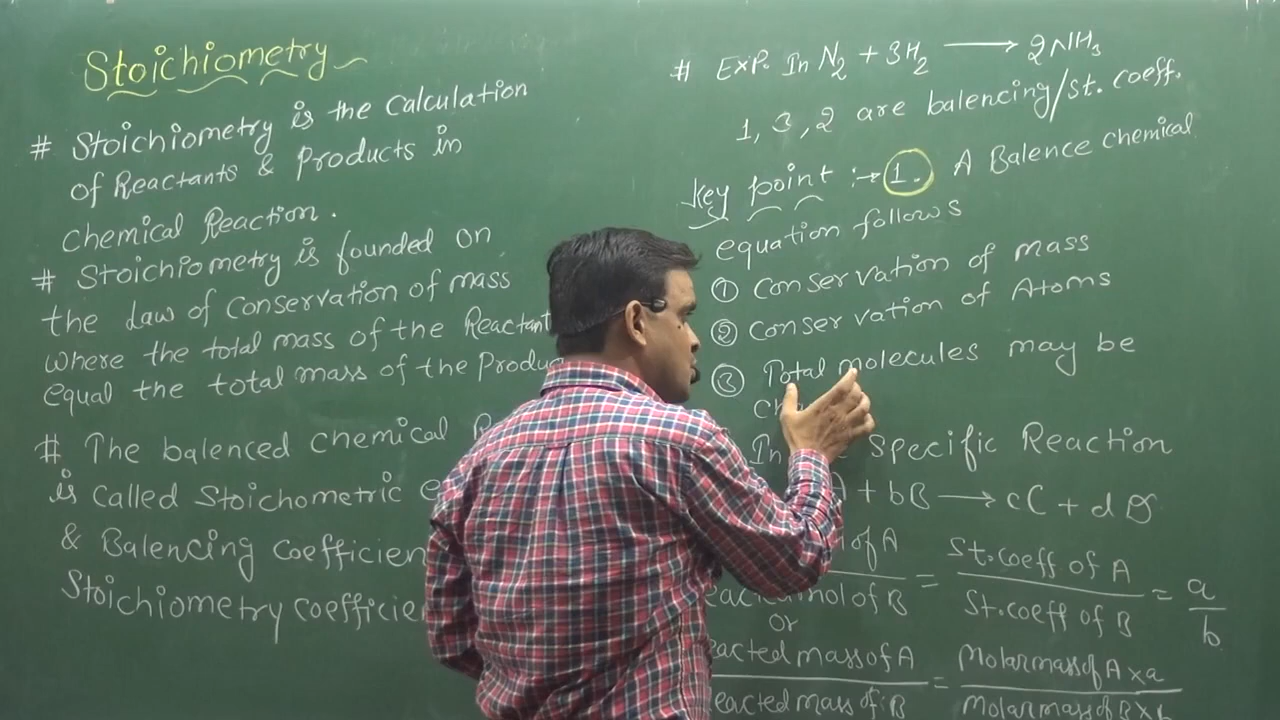 Stoichiometry
# Stoichiometry is the Calculation
of Reactants & Products in
chemical Reaction.
# Stoichiometry is founded on
the Law of Conservation of mass
where the total mass of the Reactant
equal the total mass of the Produc
# The balenced chemical
is called Stoichometric
& Balencing coefficien
Stoichiometry coefficie
# EXP. In N₂ + 3H₂ ⟶ 2NH₃
1, 3, 2 are balencing/St. coeff.
Key point :→ 1. A Balence chemical
equation follows
① Conservation of mass
② Conservation of Atoms
③ Total molecules may be
In Specific Reaction
+ bB ⟶ cC + dD
of A / eacted mol of B = St. coeff of A / St. coeff of B = a / b
or
eacted mass of A / eacted mass of B = Molar mass of A × a / Molar mass of B × b